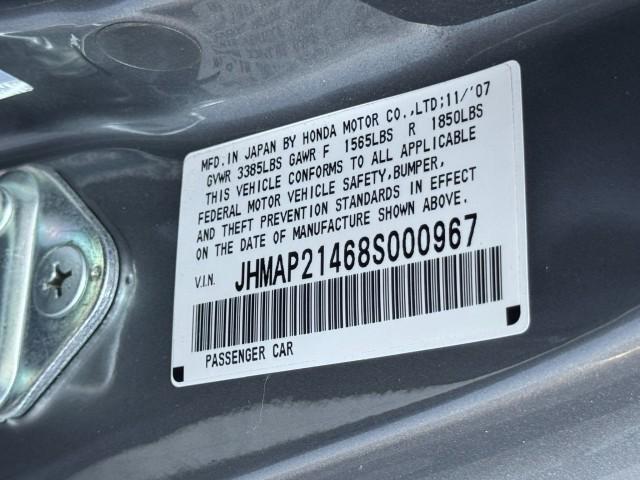 MFD.IN JAPAN BY HONDA MOTOR CO.,LTD;11/'07
GVWR 3385LBS GAWR F 1565LBS R 1850LBS
THIS VEHICLE CONFORMS TO ALL APPLICABLE
FEDERAL MOTOR VEHICLE SAFETY,BUMPER,
AND THEFT PREVENTION STANDARDS IN EFFECT
ON THE DATE OF MANUFACTURE SHOWN ABOVE.
V.I.N. JHMAP21468S000967
PASSENGER CAR